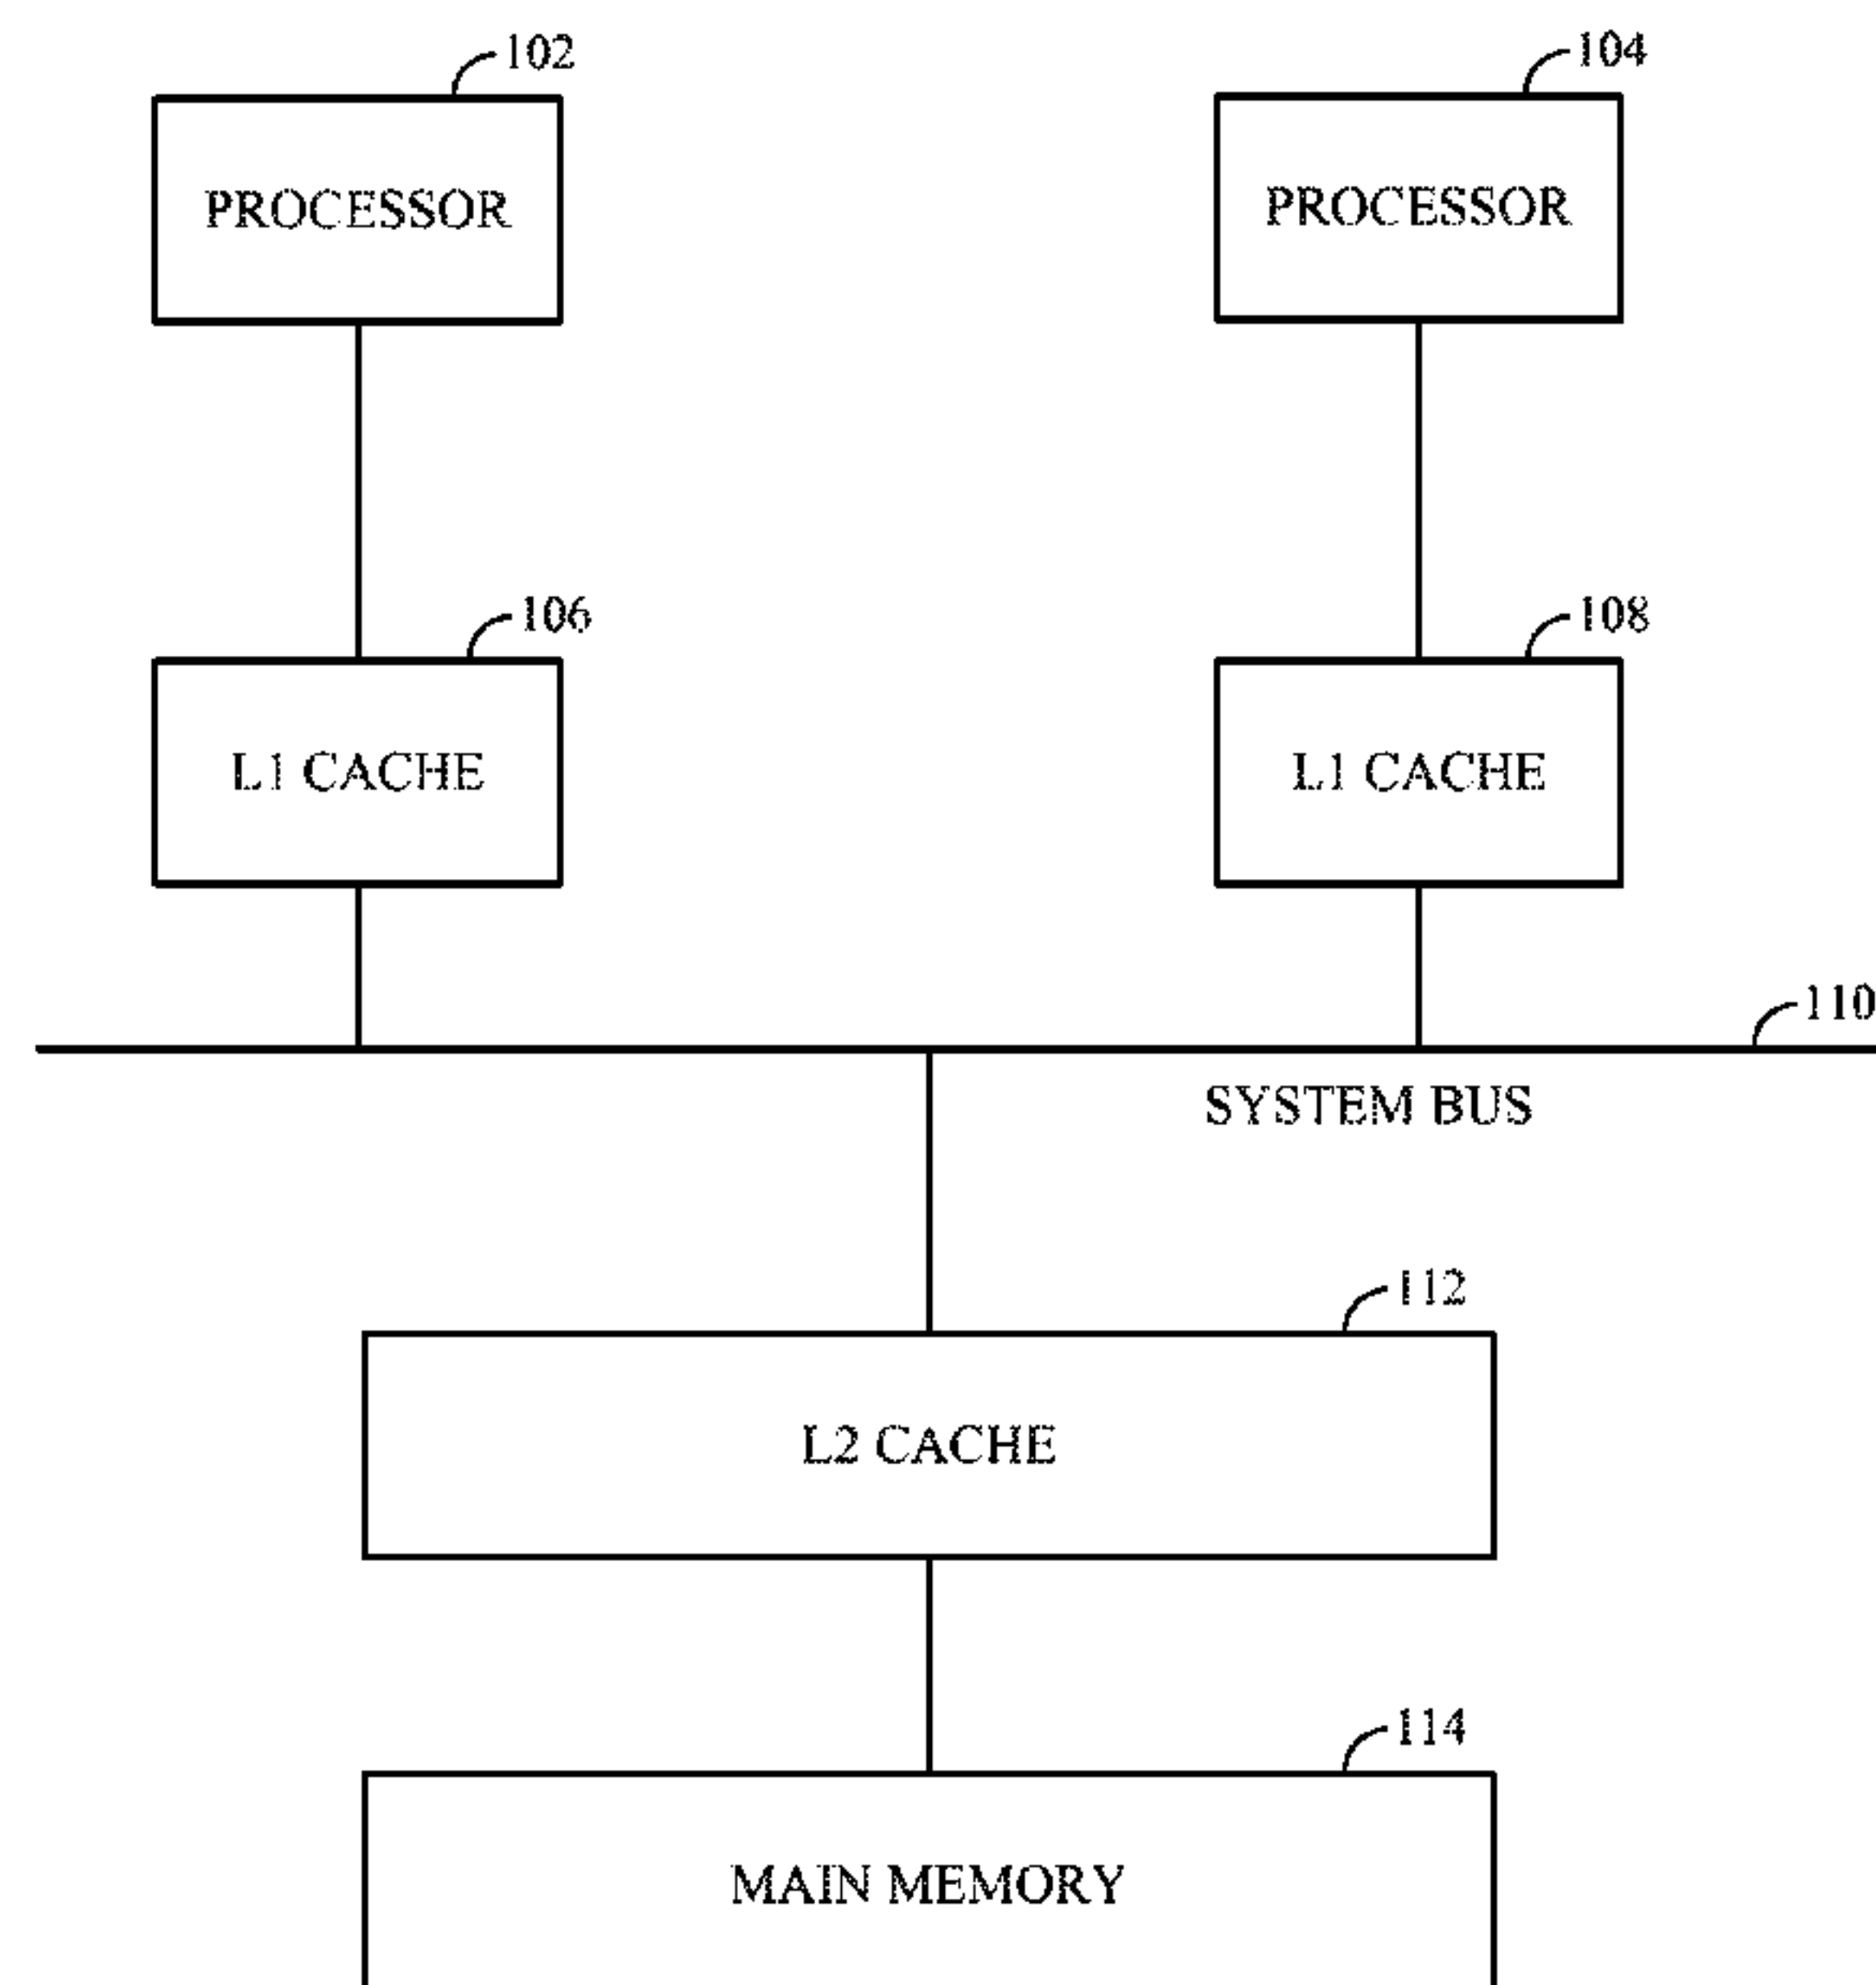 102
104
PROCESSOR
PROCESSOR
106
108
L1 CACHE
L1 CACHE
110
SYSTEM BUS
112
L2 CACHE
114
MAIN MEMORY